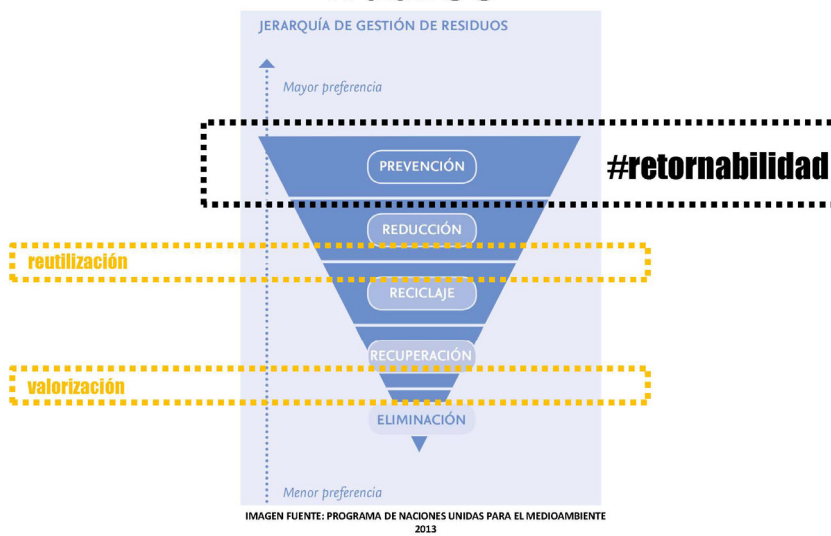 JERARQUÍA DE GESTIÓN DE RESIDUOS
Mayor preferencia
PREVENCIÓN
#retornabilidad
REDUCCIÓN
reutilización
RECICLAJE
RECUPERACIÓN
valorización
ELIMINACIÓN
Menor preferencia
IMAGEN FUENTE: PROGRAMA DE NACIONES UNIDAS PARA EL MEDIOAMBIENTE
2013